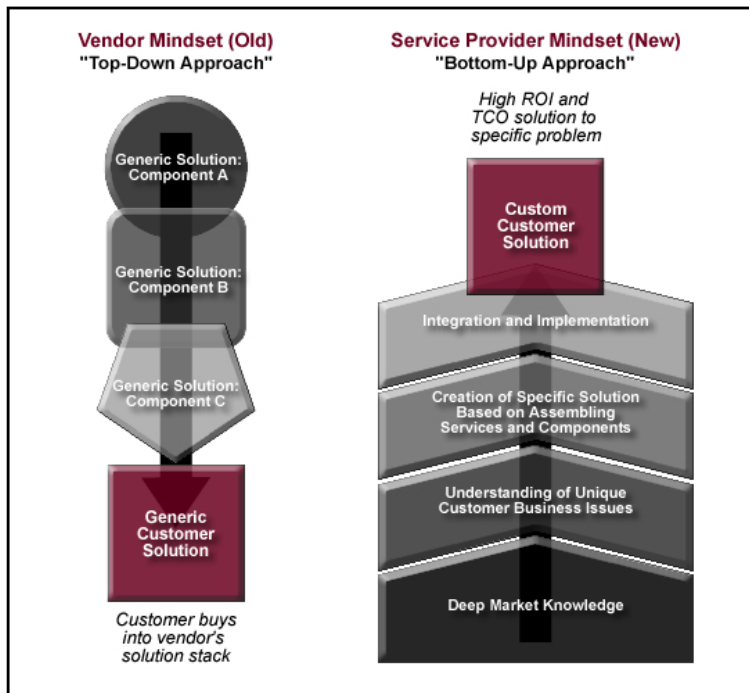 Vendor Mindset (Old)
"Top-Down Approach"
Generic Solution:
Component A
Generic Solution:
Component B
Generic Solution:
Component C
Generic
Customer
Solution
Customer buys
into vendor's
solution stack
Service Provider Mindset (New)
"Bottom-Up Approach"
High ROI and
TCO solution to
specific problem
Custom
Customer
Solution
Integration and Implementation
Creation of Specific Solution
Based on Assembling
Services and Components
Understanding of Unique
Customer Business Issues
Deep Market Knowledge